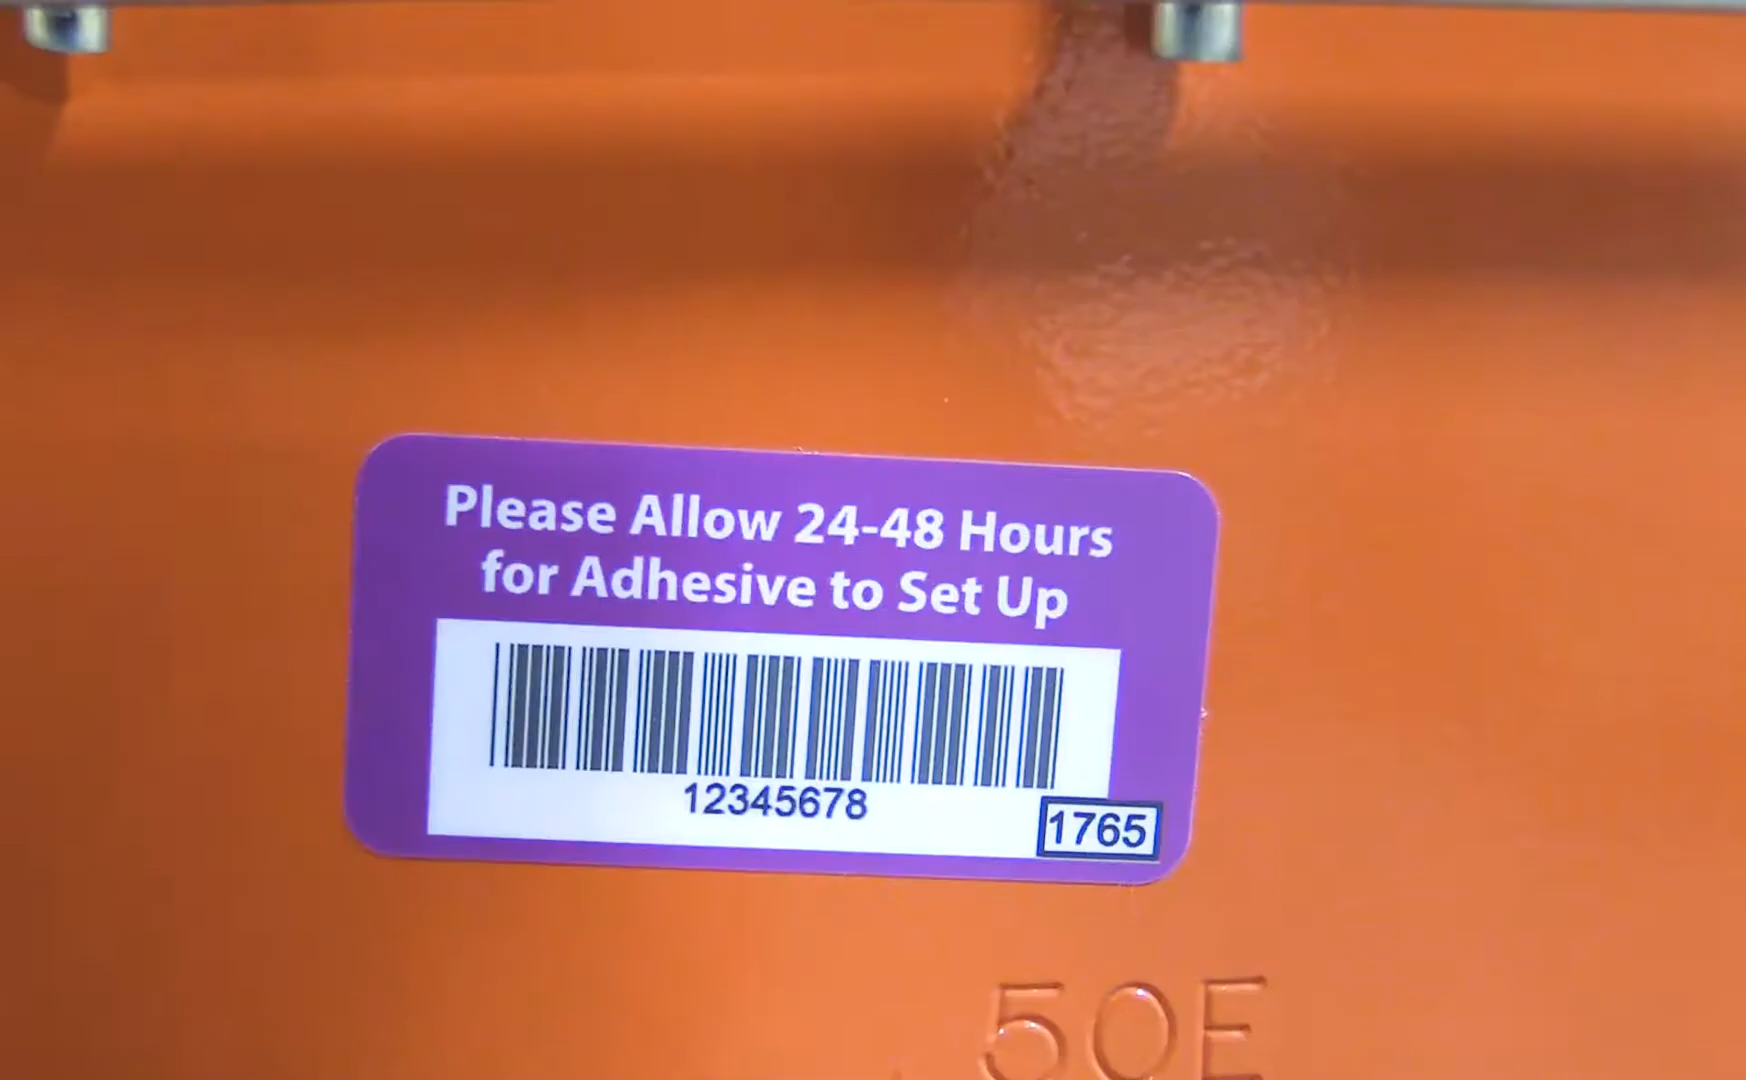 Please Allow 24-48 Hours
for Adhesive to Set Up
12345678
1765
50E